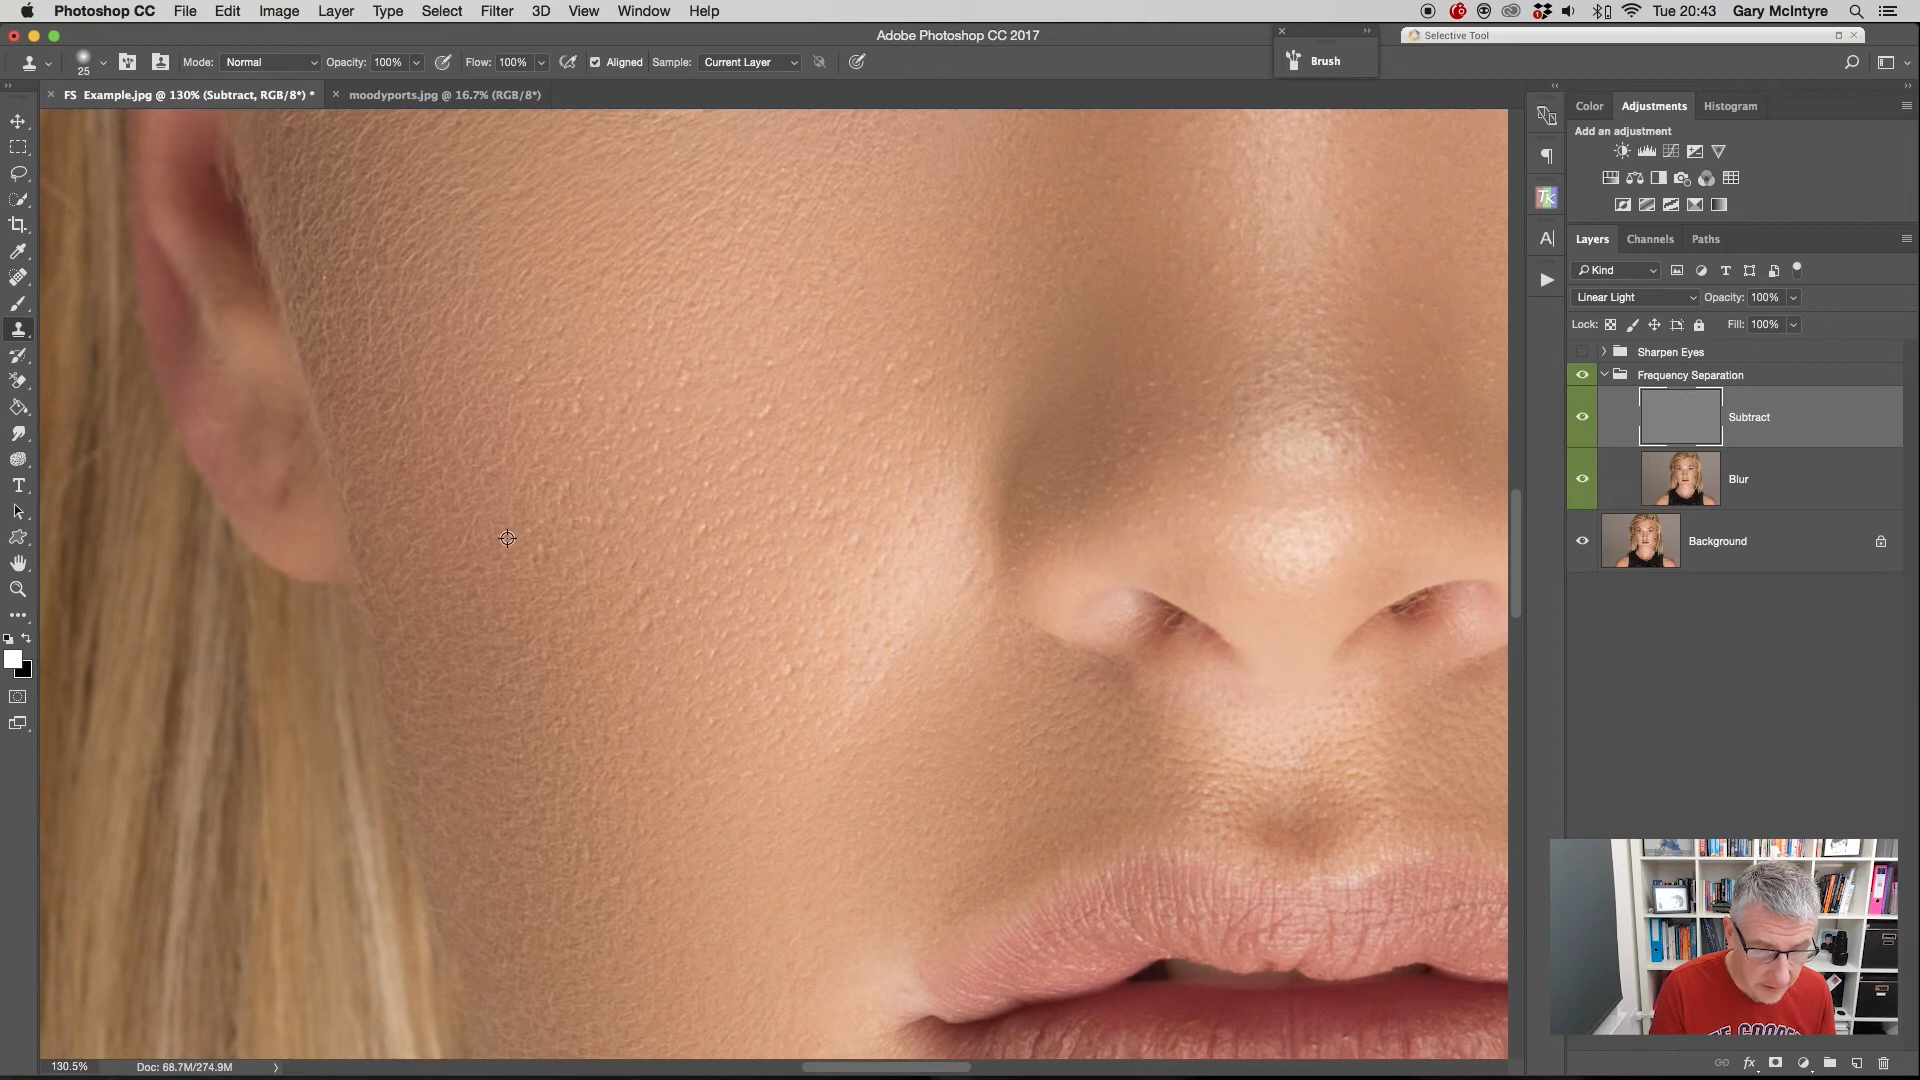 Photoshop CC File Edit Image Layer Type Select Filter 3D View Window Help Tue 20:43 Gary McIntyre
Adobe Photoshop CC 2017
Selective Tool
25 Mode: Normal Opacity: 100% Flow: 100% Aligned Sample: Current Layer
Brush
FS Example.jpg @ 130% (Subtract, RGB/8*) * moodyports.jpg @ 16.7% (RGB/8*)
Color Adjustments Histogram
Add an adjustment
TK
A
Layers Channels Paths
Kind
Linear Light Opacity: 100%
Lock: Fill: 100%
Sharpen Eyes
Frequency Separation
Subtract
Blur
Background
130.5% Doc: 68.7M/274.9M
fx